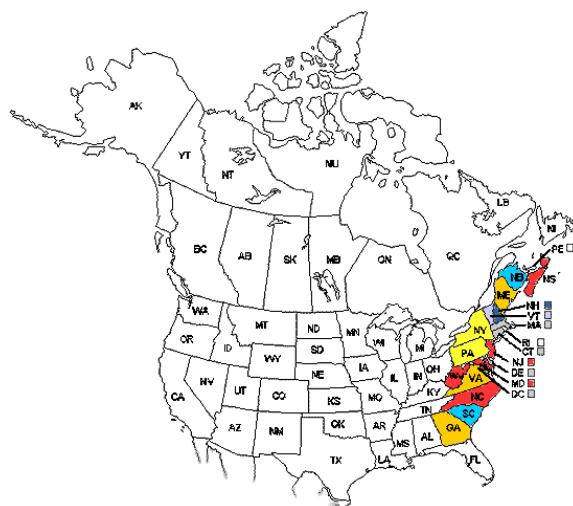 AK
YT
NT
NU
LB
NI
BC
AB
SK
MB
ON
QC
PE
NB
NS
ME
WA
MT
ND
MN
NH
VT
MA
OR
ID
WY
SD
WI
MI
NY
RI
CT
NV
UT
CO
NE
IA
IL
IN
OH
PA
NJ
DE
MD
DC
CA
KS
MO
KY
WV
VA
AZ
NM
OK
AR
TN
NC
TX
LA
MS
AL
GA
SC
FL